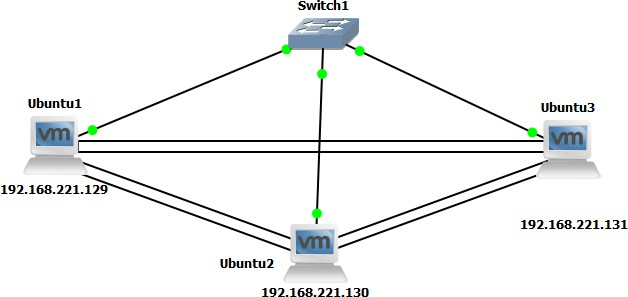 Switch1
Ubuntu1
vm
192.168.221.129
Ubuntu3
vm
192.168.221.131
Ubuntu2
vm
192.168.221.130